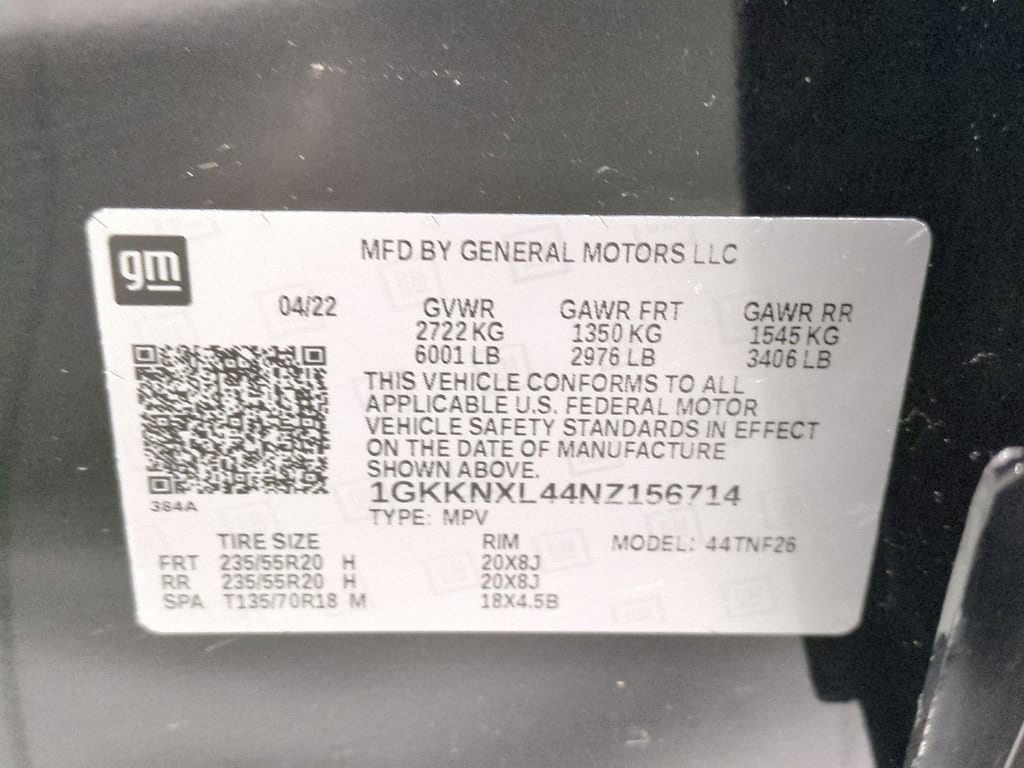 gm
MFD BY GENERAL MOTORS LLC
04/22 GVWR GAWR FRT GAWR RR
2722 KG 1350 KG 1545 KG
6001 LB 2976 LB 3406 LB
THIS VEHICLE CONFORMS TO ALL
APPLICABLE U.S. FEDERAL MOTOR
VEHICLE SAFETY STANDARDS IN EFFECT
ON THE DATE OF MANUFACTURE
SHOWN ABOVE.
384A
1GKKNXL44NZ156714
TYPE: MPV
TIRE SIZE RIM MODEL: 44TNF26
FRT 235/55R20 H 20X8J
RR 235/55R20 H 20X8J
SPA T135/70R18 M 18X4.5B